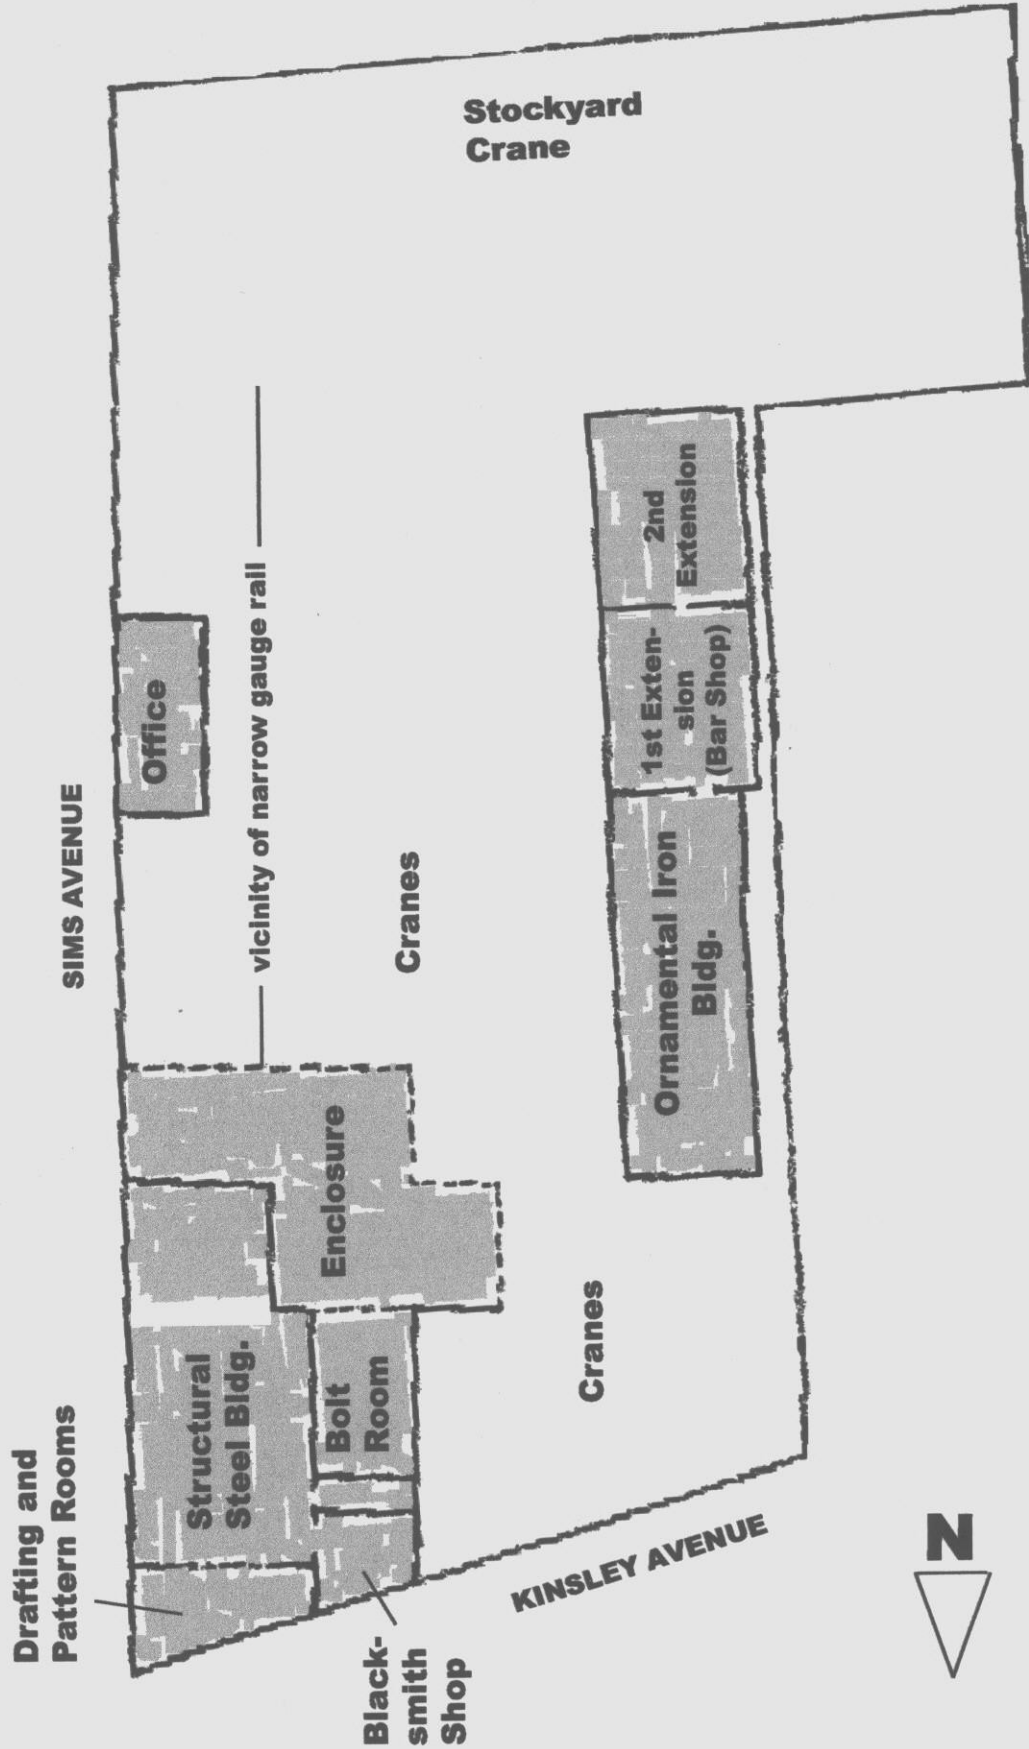 Drafting and
Pattern Rooms
SIMS AVENUE
Structural
Steel Bldg.
Office
Black-
smith
Shop
Bolt
Room
Enclosure
vicinity of narrow gauge rail
Cranes
Stockyard
Crane
Cranes
KINSLEY AVENUE
Ornamental Iron
Bldg.
1st Exten-
sion
(Bar Shop)
2nd
Extension
N